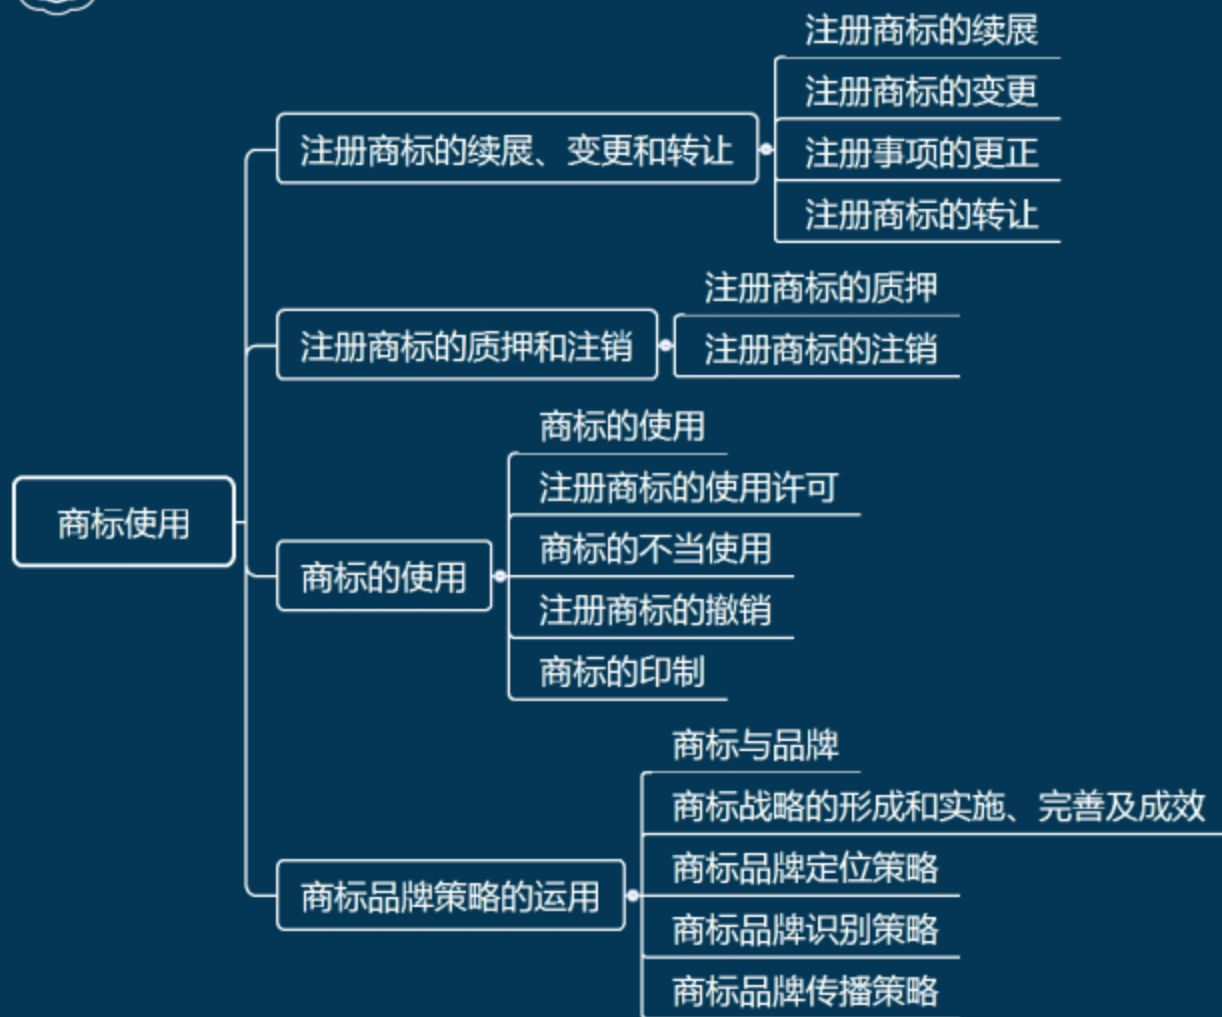 商标使用
注册商标的续展、变更和转让
注册商标的续展
注册商标的变更
注册事项的更正
注册商标的转让
注册商标的质押和注销
注册商标的质押
注册商标的注销
商标的使用
商标的使用
注册商标的使用许可
商标的不当使用
注册商标的撤销
商标的印制
商标品牌策略的运用
商标与品牌
商标战略的形成和实施、完善及成效
商标品牌定位策略
商标品牌识别策略
商标品牌传播策略